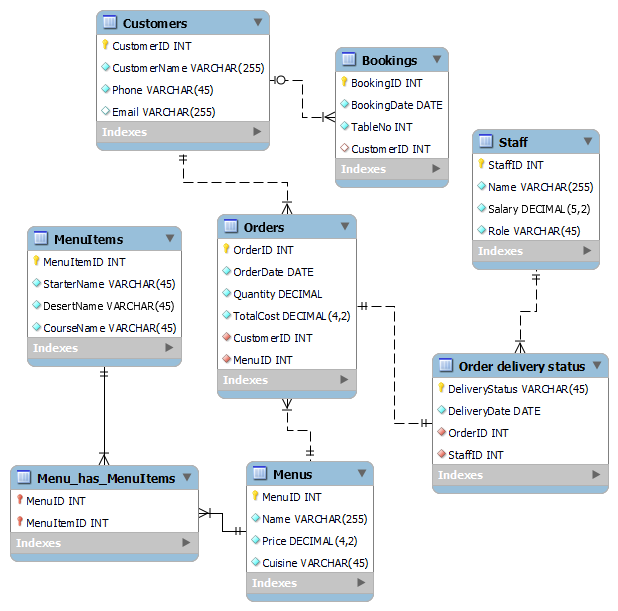 Customers
CustomerID INT
CustomerName VARCHAR(255)
Phone VARCHAR(45)
Email VARCHAR(255)
Indexes
Bookings
BookingID INT
BookingDate DATE
TableNo INT
CustomerID INT
Indexes
Staff
StaffID INT
Name VARCHAR(255)
Salary DECIMAL(5,2)
Role VARCHAR(45)
Indexes
MenuItems
MenuItemID INT
StarterName VARCHAR(45)
DesertName VARCHAR(45)
CourseName VARCHAR(45)
Indexes
Orders
OrderID INT
OrderDate DATE
Quantity DECIMAL
TotalCost DECIMAL(4,2)
CustomerID INT
MenuID INT
Indexes
Order delivery status
DeliveryStatus VARCHAR(45)
DeliveryDate DATE
OrderID INT
StaffID INT
Indexes
Menu_has_MenuItems
MenuID INT
MenuItemID INT
Indexes
Menus
MenuID INT
Name VARCHAR(255)
Price DECIMAL(4,2)
Cuisine VARCHAR(45)
Indexes